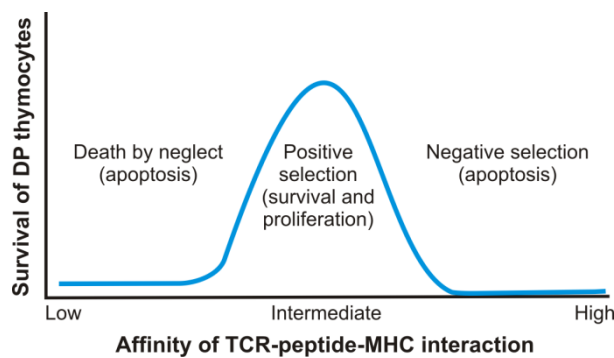 Survival of DP thymocytes
Death by neglect
(apoptosis)
Positive
selection
(survival and
proliferation)
Negative selection
(apoptosis)
Low
Intermediate
High
Affinity of TCR-peptide-MHC interaction